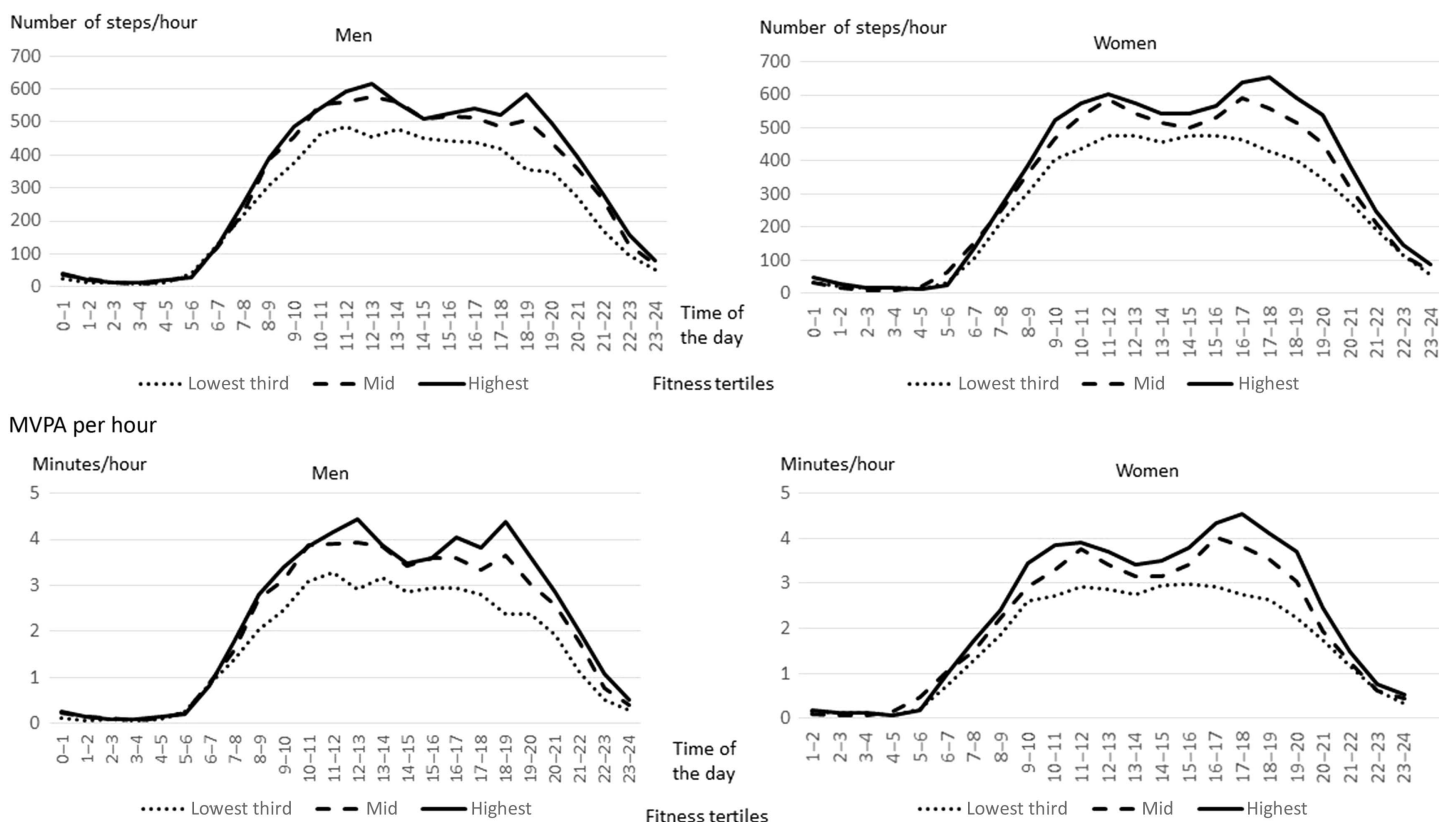 Number of steps/hour
Men
700
600
500
400
300
200
100
0
0–1 1–2 2–3 3–4 4–5 5–6 6–7 7–8 8–9 9–10 10–11 11–12 12–13 13–14 14–15 15–16 16–17 17–18 18–19 19–20 20–21 21–22 22–23 23–24
Lowest third Mid Highest
Time of
the day
Fitness tertiles
Number of steps/hour
Women
700
600
500
400
300
200
100
0
0–1 1–2 2–3 3–4 4–5 5–6 6–7 7–8 8–9 9–10 10–11 11–12 12–13 13–14 14–15 15–16 16–17 17–18 18–19 19–20 20–21 21–22 22–23 23–24
Lowest third Mid Highest
MVPA per hour
Minutes/hour
Men
5
4
3
2
1
0
0–1 1–2 2–3 3–4 4–5 5–6 6–7 7–8 8–9 9–10 10–11 11–12 12–13 13–14 14–15 15–16 16–17 17–18 18–19 19–20 20–21 21–22 22–23 23–24
Lowest third Mid Highest
Time of
the day
Fitness tertiles
Minutes/hour
Women
5
4
3
2
1
0
1–2 2–3 3–4 4–5 5–6 6–7 7–8 8–9 9–10 10–11 11–12 12–13 13–14 14–15 15–16 16–17 17–18 18–19 19–20 20–21 21–22 22–23 23–24
Lowest third Mid Highest